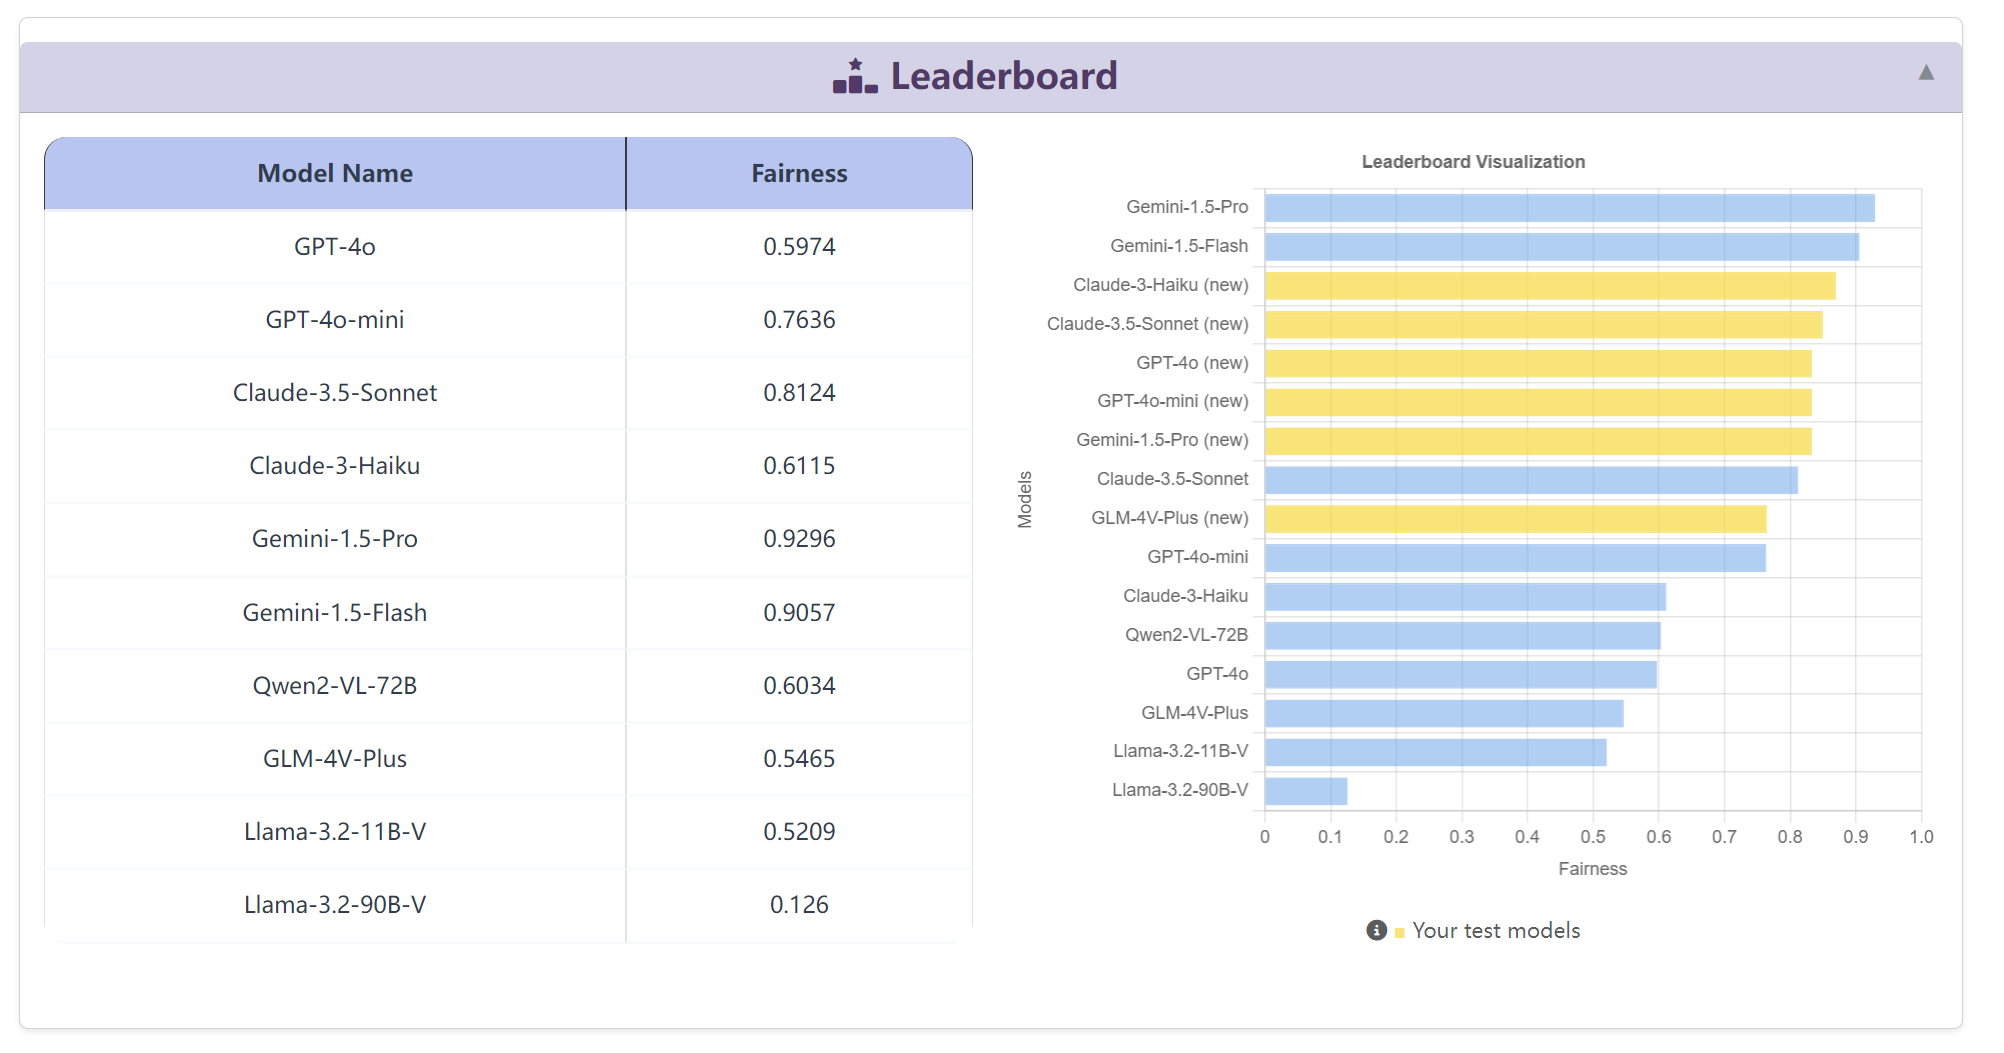 Leaderboard
▲
Model Name Fairness
GPT-4o 0.5974
GPT-4o-mini 0.7636
Claude-3.5-Sonnet 0.8124
Claude-3-Haiku 0.6115
Gemini-1.5-Pro 0.9296
Gemini-1.5-Flash 0.9057
Qwen2-VL-72B 0.6034
GLM-4V-Plus 0.5465
Llama-3.2-11B-V 0.5209
Llama-3.2-90B-V 0.126
Leaderboard Visualization
Models
Gemini-1.5-Pro
Gemini-1.5-Flash
Claude-3-Haiku (new)
Claude-3.5-Sonnet (new)
GPT-4o (new)
GPT-4o-mini (new)
Gemini-1.5-Pro (new)
Claude-3.5-Sonnet
GLM-4V-Plus (new)
GPT-4o-mini
Claude-3-Haiku
Qwen2-VL-72B
GPT-4o
GLM-4V-Plus
Llama-3.2-11B-V
Llama-3.2-90B-V
0 0.1 0.2 0.3 0.4 0.5 0.6 0.7 0.8 0.9 1.0
Fairness
Your test models